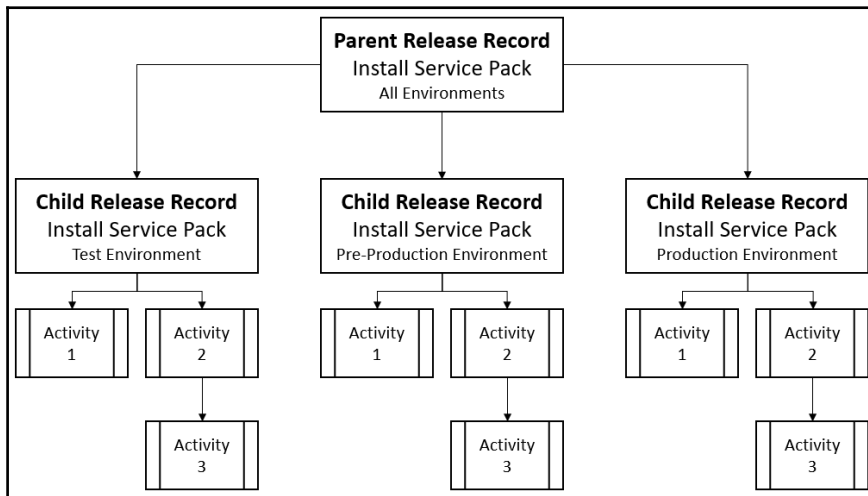 Parent Release Record
Install Service Pack
All Environments
Child Release Record
Install Service Pack
Test Environment
Child Release Record
Install Service Pack
Pre-Production Environment
Child Release Record
Install Service Pack
Production Environment
Activity
1
Activity
2
Activity
1
Activity
2
Activity
1
Activity
2
Activity
3
Activity
3
Activity
3